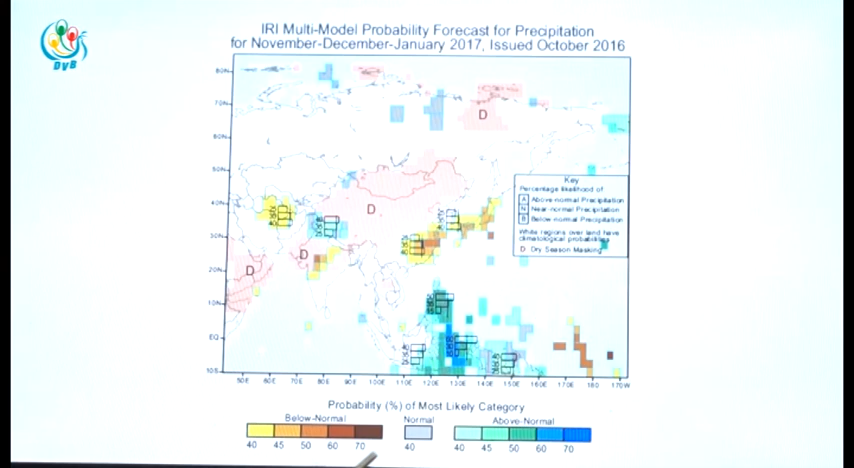 IRI Multi-Model Probability Forecast for Precipitation
for November-December-January 2017, Issued October 2016
DVB
80N
70N
60N
50N
40N
30N
20N
10N
EQ
10S
D
D
D
D
Key
Percentage likelihood of
A Above-normal Precipitation
N Near-normal Precipitation
B Below-normal Precipitation
White regions over land have
climatological probabilities
D Dry Season Masking
50E 60E 70E 80E 90E 100E 110E 120E 130E 140E 150E 160E 170E 180 170W
Probability (%) of Most Likely Category
Below-Normal Normal Above-Normal
40 45 50 60 70 40 40 45 50 60 70